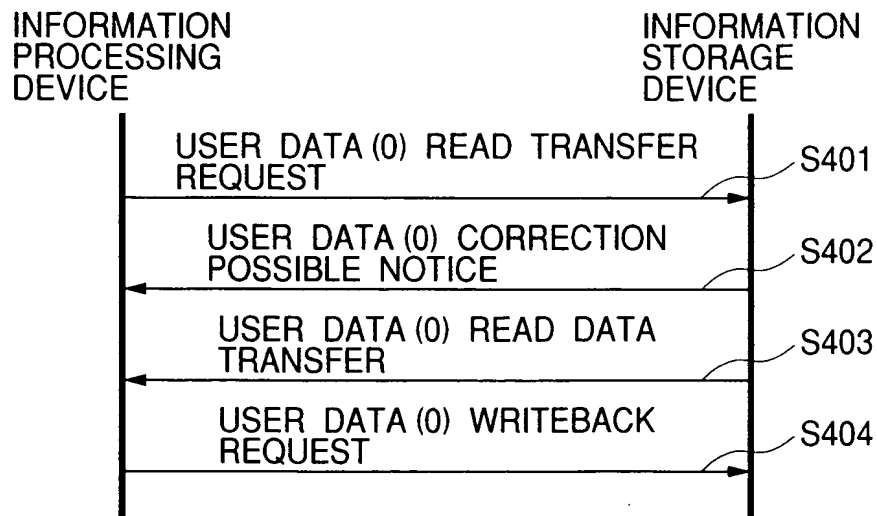 INFORMATION
PROCESSING
DEVICE
INFORMATION
STORAGE
DEVICE
USER DATA (0) READ TRANSFER
REQUEST
S401
USER DATA (0) CORRECTION
POSSIBLE NOTICE
S402
USER DATA (0) READ DATA
TRANSFER
S403
USER DATA (0) WRITEBACK
REQUEST
S404